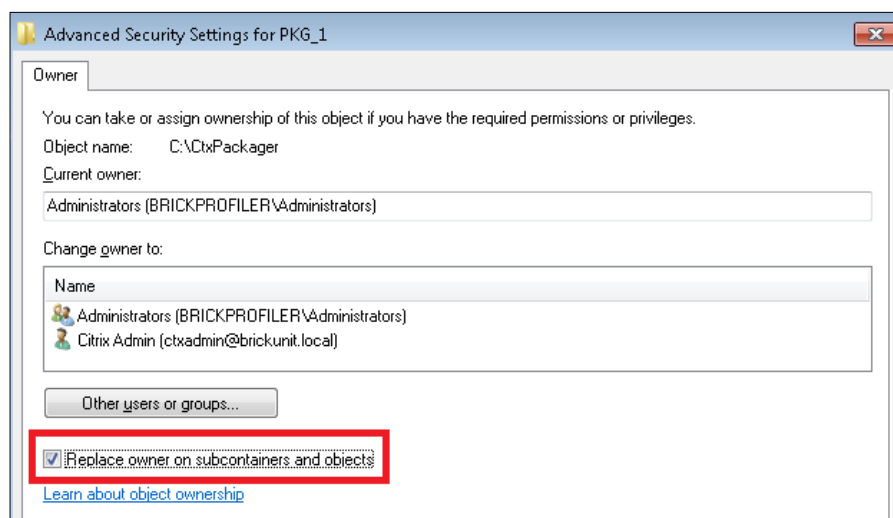 Advanced Security Settings for PKG_1
Owner
You can take or assign ownership of this object if you have the required permissions or privileges.
Object name: C:\CtxPackager
Current owner:
Administrators (BRICKPROFILER\Administrators)
Change owner to:
Name
Administrators (BRICKPROFILER\Administrators)
Citrix Admin (ctxadmin@brickunit.local)
Other users or groups...
Replace owner on subcontainers and objects
Learn about object ownership